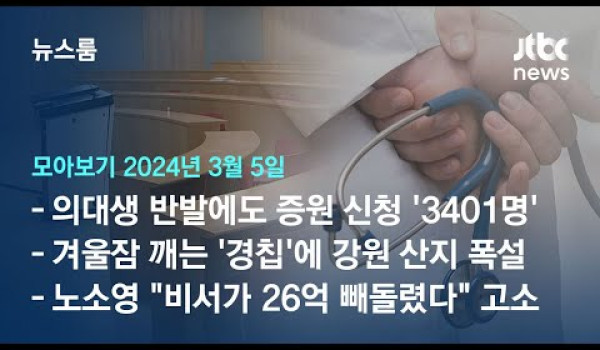 뉴스룸
jtbc
news
모아보기 2024년 3월 5일
- 의대생 반발에도 증원 신청 '3401명'
- 겨울잠 깨는 '경칩'에 강원 산지 폭설
- 노소영 "비서가 26억 빼돌렸다" 고소